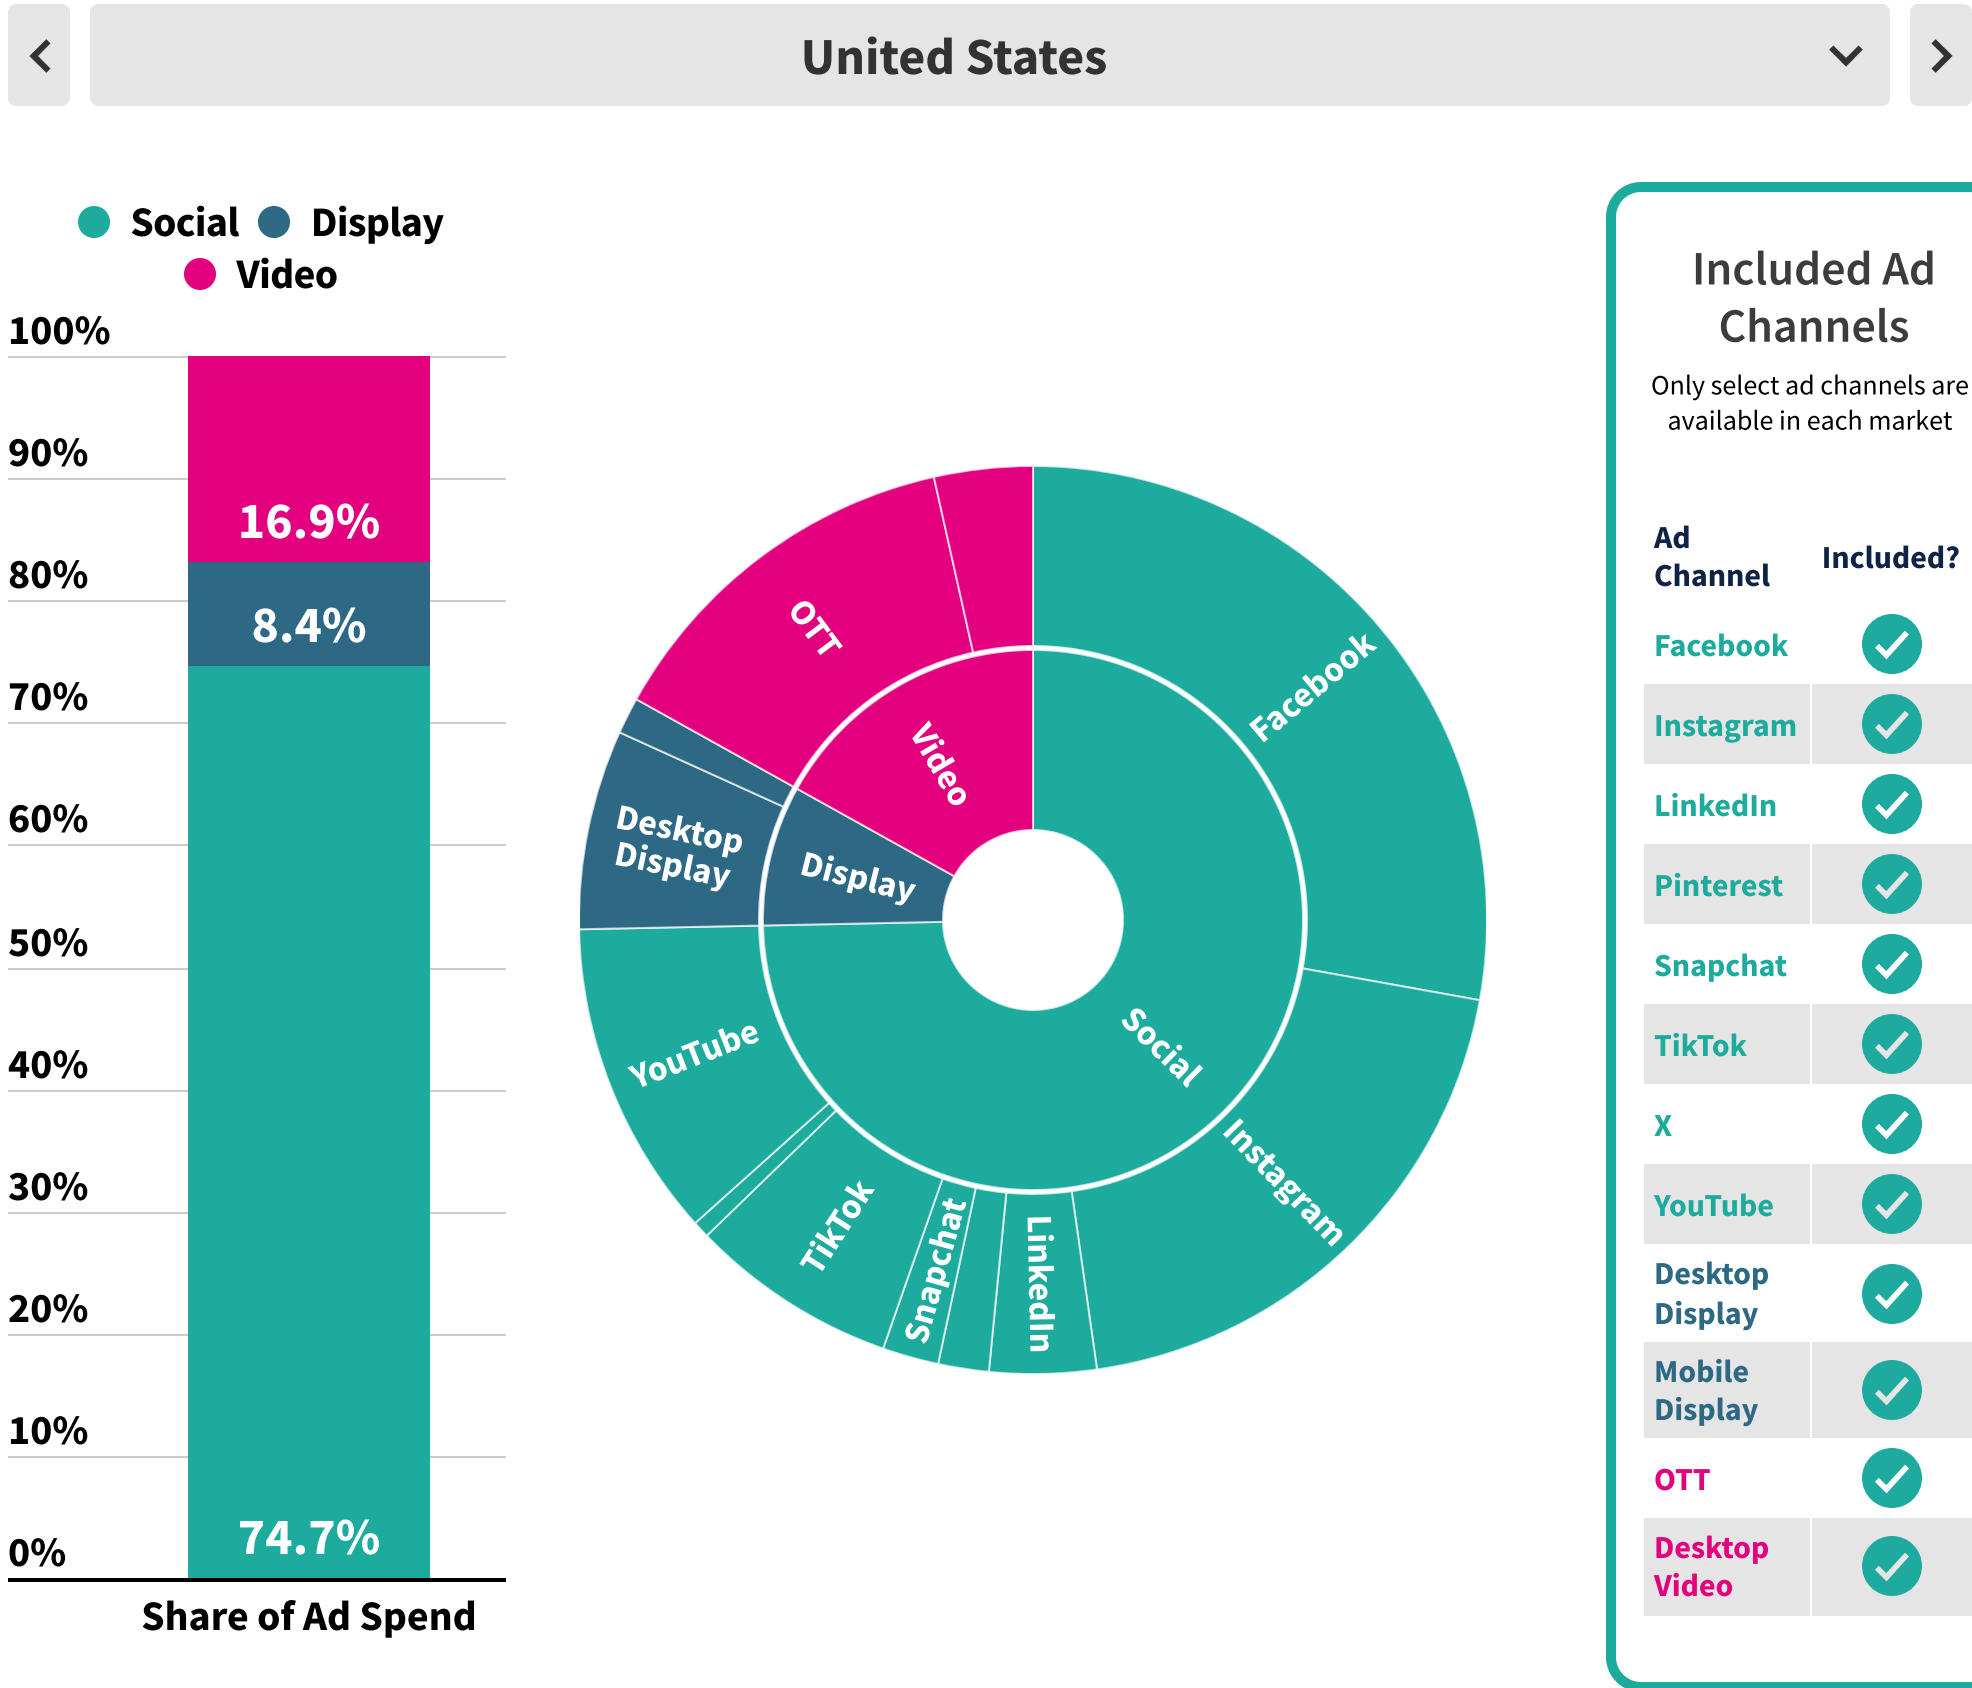 United States
Social
Display
Video
100%
90%
80%
70%
60%
50%
40%
30%
20%
10%
0%
16.9%
8.4%
74.7%
Share of Ad Spend
Facebook
Instagram
LinkedIn
Snapchat
TikTok
YouTube
Desktop
Display
OTT
Social
Display
Video
Included Ad
Channels
Only select ad channels are
available in each market
Ad
Channel
Included?
Facebook
Instagram
LinkedIn
Pinterest
Snapchat
TikTok
X
YouTube
Desktop
Display
Mobile
Display
OTT
Desktop
Video